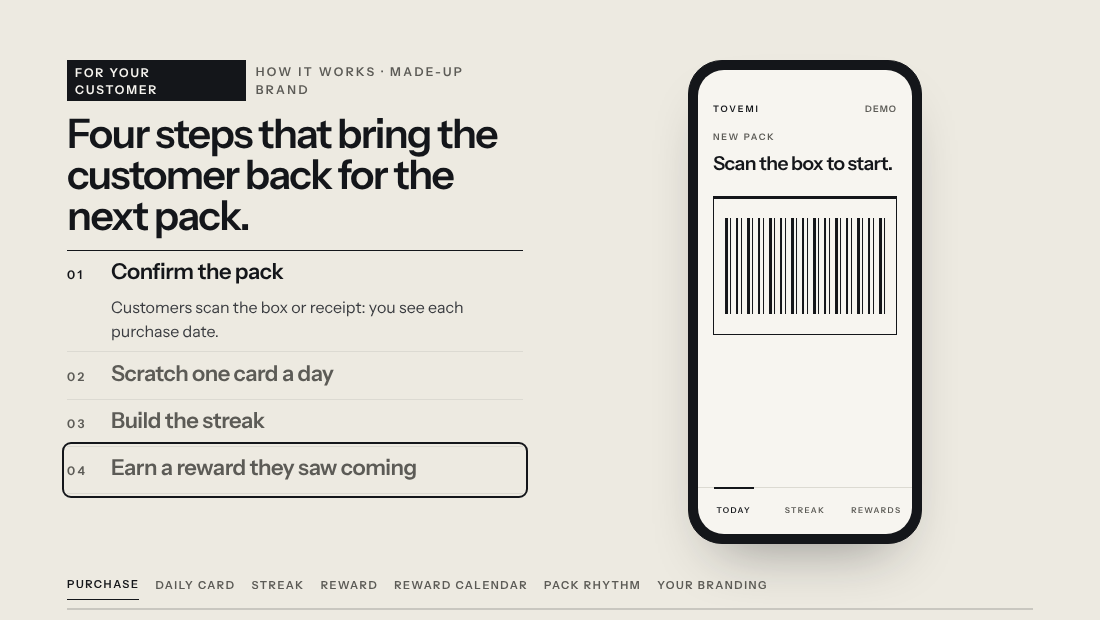 FOR YOUR
CUSTOMER
HOW IT WORKS · MADE-UP
BRAND
Four steps that bring the
customer back for the
next pack.
01 Confirm the pack
Customers scan the box or receipt: you see each
purchase date.
02 Scratch one card a day
03 Build the streak
04 Earn a reward they saw coming
TOVEMI DEMO
NEW PACK
Scan the box to start.
TODAY STREAK REWARDS
PURCHASE DAILY CARD STREAK REWARD REWARD CALENDAR PACK RHYTHM YOUR BRANDING